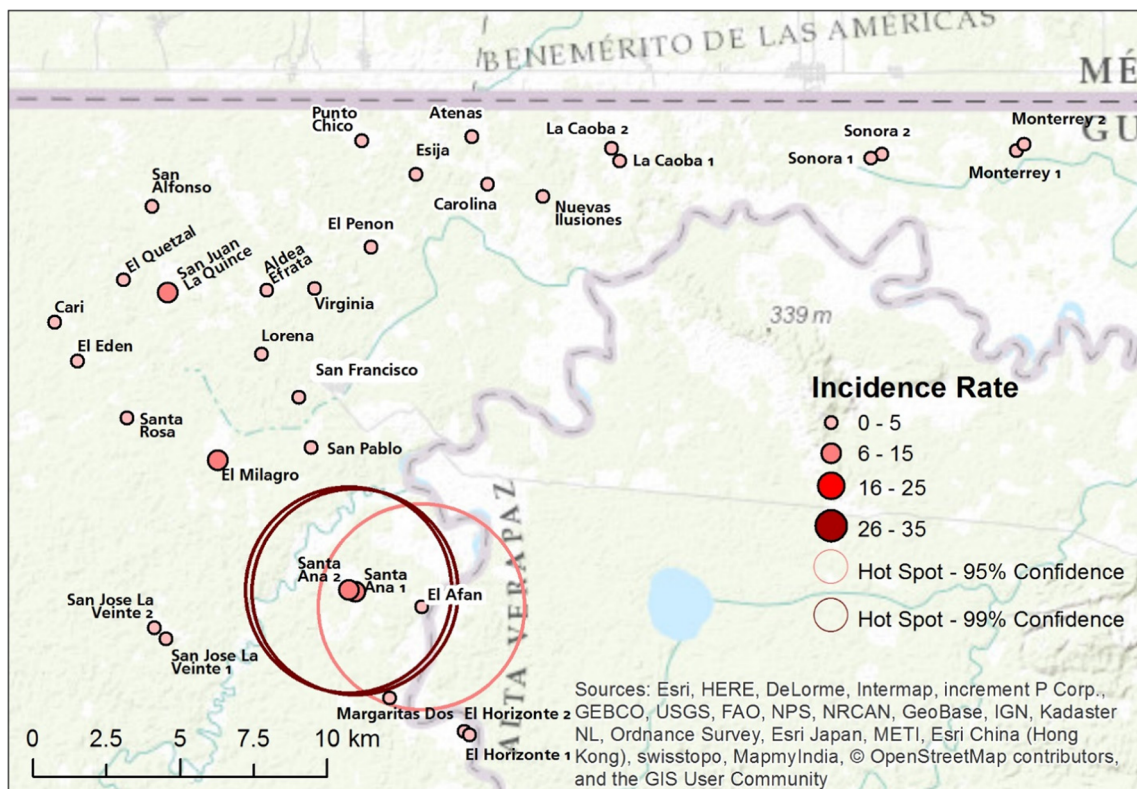 BENEMÉRITO DE LAS AMÉRICAS
MÉ
GU
Punto
Chico
Atenas
Esija
La Caoba 2
La Caoba 1
Sonora 2
Sonora 1
Monterrey 2
Monterrey 1
San
Alfonso
Carolina
Nuevas
Ilusiones
El Penon
El Quetzal
San Juan
La Quince
Aldea
Efrata
Virginia
Cari
El Eden
Lorena
339 m
San Francisco
Santa
Rosa
San Pablo
El Milagro
Incidence Rate
0 - 5
6 - 15
16 - 25
26 - 35
Hot Spot - 95% Confidence
Hot Spot - 99% Confidence
Santa
Ana 2
Santa
Ana 1
El Afan
ALTA VERAPAZ
San Jose La
Veinte 2
San Jose La
Veinte 1
Margaritas Dos
El Horizonte 2
El Horizonte 1
0 2.5 5 7.5 10 km
Sources: Esri, HERE, DeLorme, Intermap, increment P Corp.,
GEBCO, USGS, FAO, NPS, NRCAN, GeoBase, IGN, Kadaster
NL, Ordnance Survey, Esri Japan, METI, Esri China (Hong
Kong), swisstopo, MapmyIndia, © OpenStreetMap contributors,
and the GIS User Community